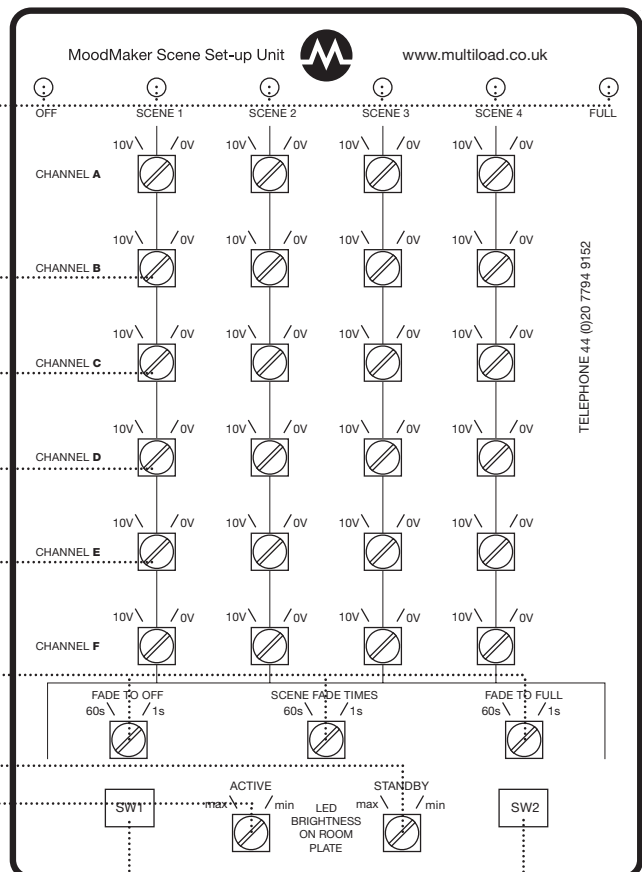 MoodMaker Scene Set-up Unit www.multiload.co.uk
OFF SCENE 1 SCENE 2 SCENE 3 SCENE 4 FULL
10V 0V 10V 0V 10V 0V 10V 0V
CHANNEL A
10V 0V 10V 0V 10V 0V 10V 0V
CHANNEL B
10V 0V 10V 0V 10V 0V 10V 0V
CHANNEL C
10V 0V 10V 0V 10V 0V 10V 0V
CHANNEL D
10V 0V 10V 0V 10V 0V 10V 0V
CHANNEL E
10V 0V 10V 0V 10V 0V 10V 0V
CHANNEL F
TELEPHONE 44 (0)20 7794 9152
FADE TO OFF SCENE FADE TIMES FADE TO FULL
60s 1s 60s 1s 60s 1s
ACTIVE STANDBY
SW1 max min LED max min SW2
BRIGHTNESS
ON ROOM
PLATE